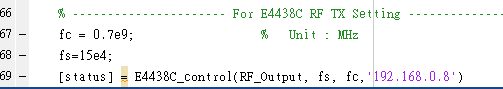 66 % --------------------- For E4438C RF TX Setting ----------------
67 – fc = 0.7e9; % Unit : MHz
68 – fs=15e4;
69 – [status] = E4438C_control(RF_Output, fs, fc,'192.168.0.8')